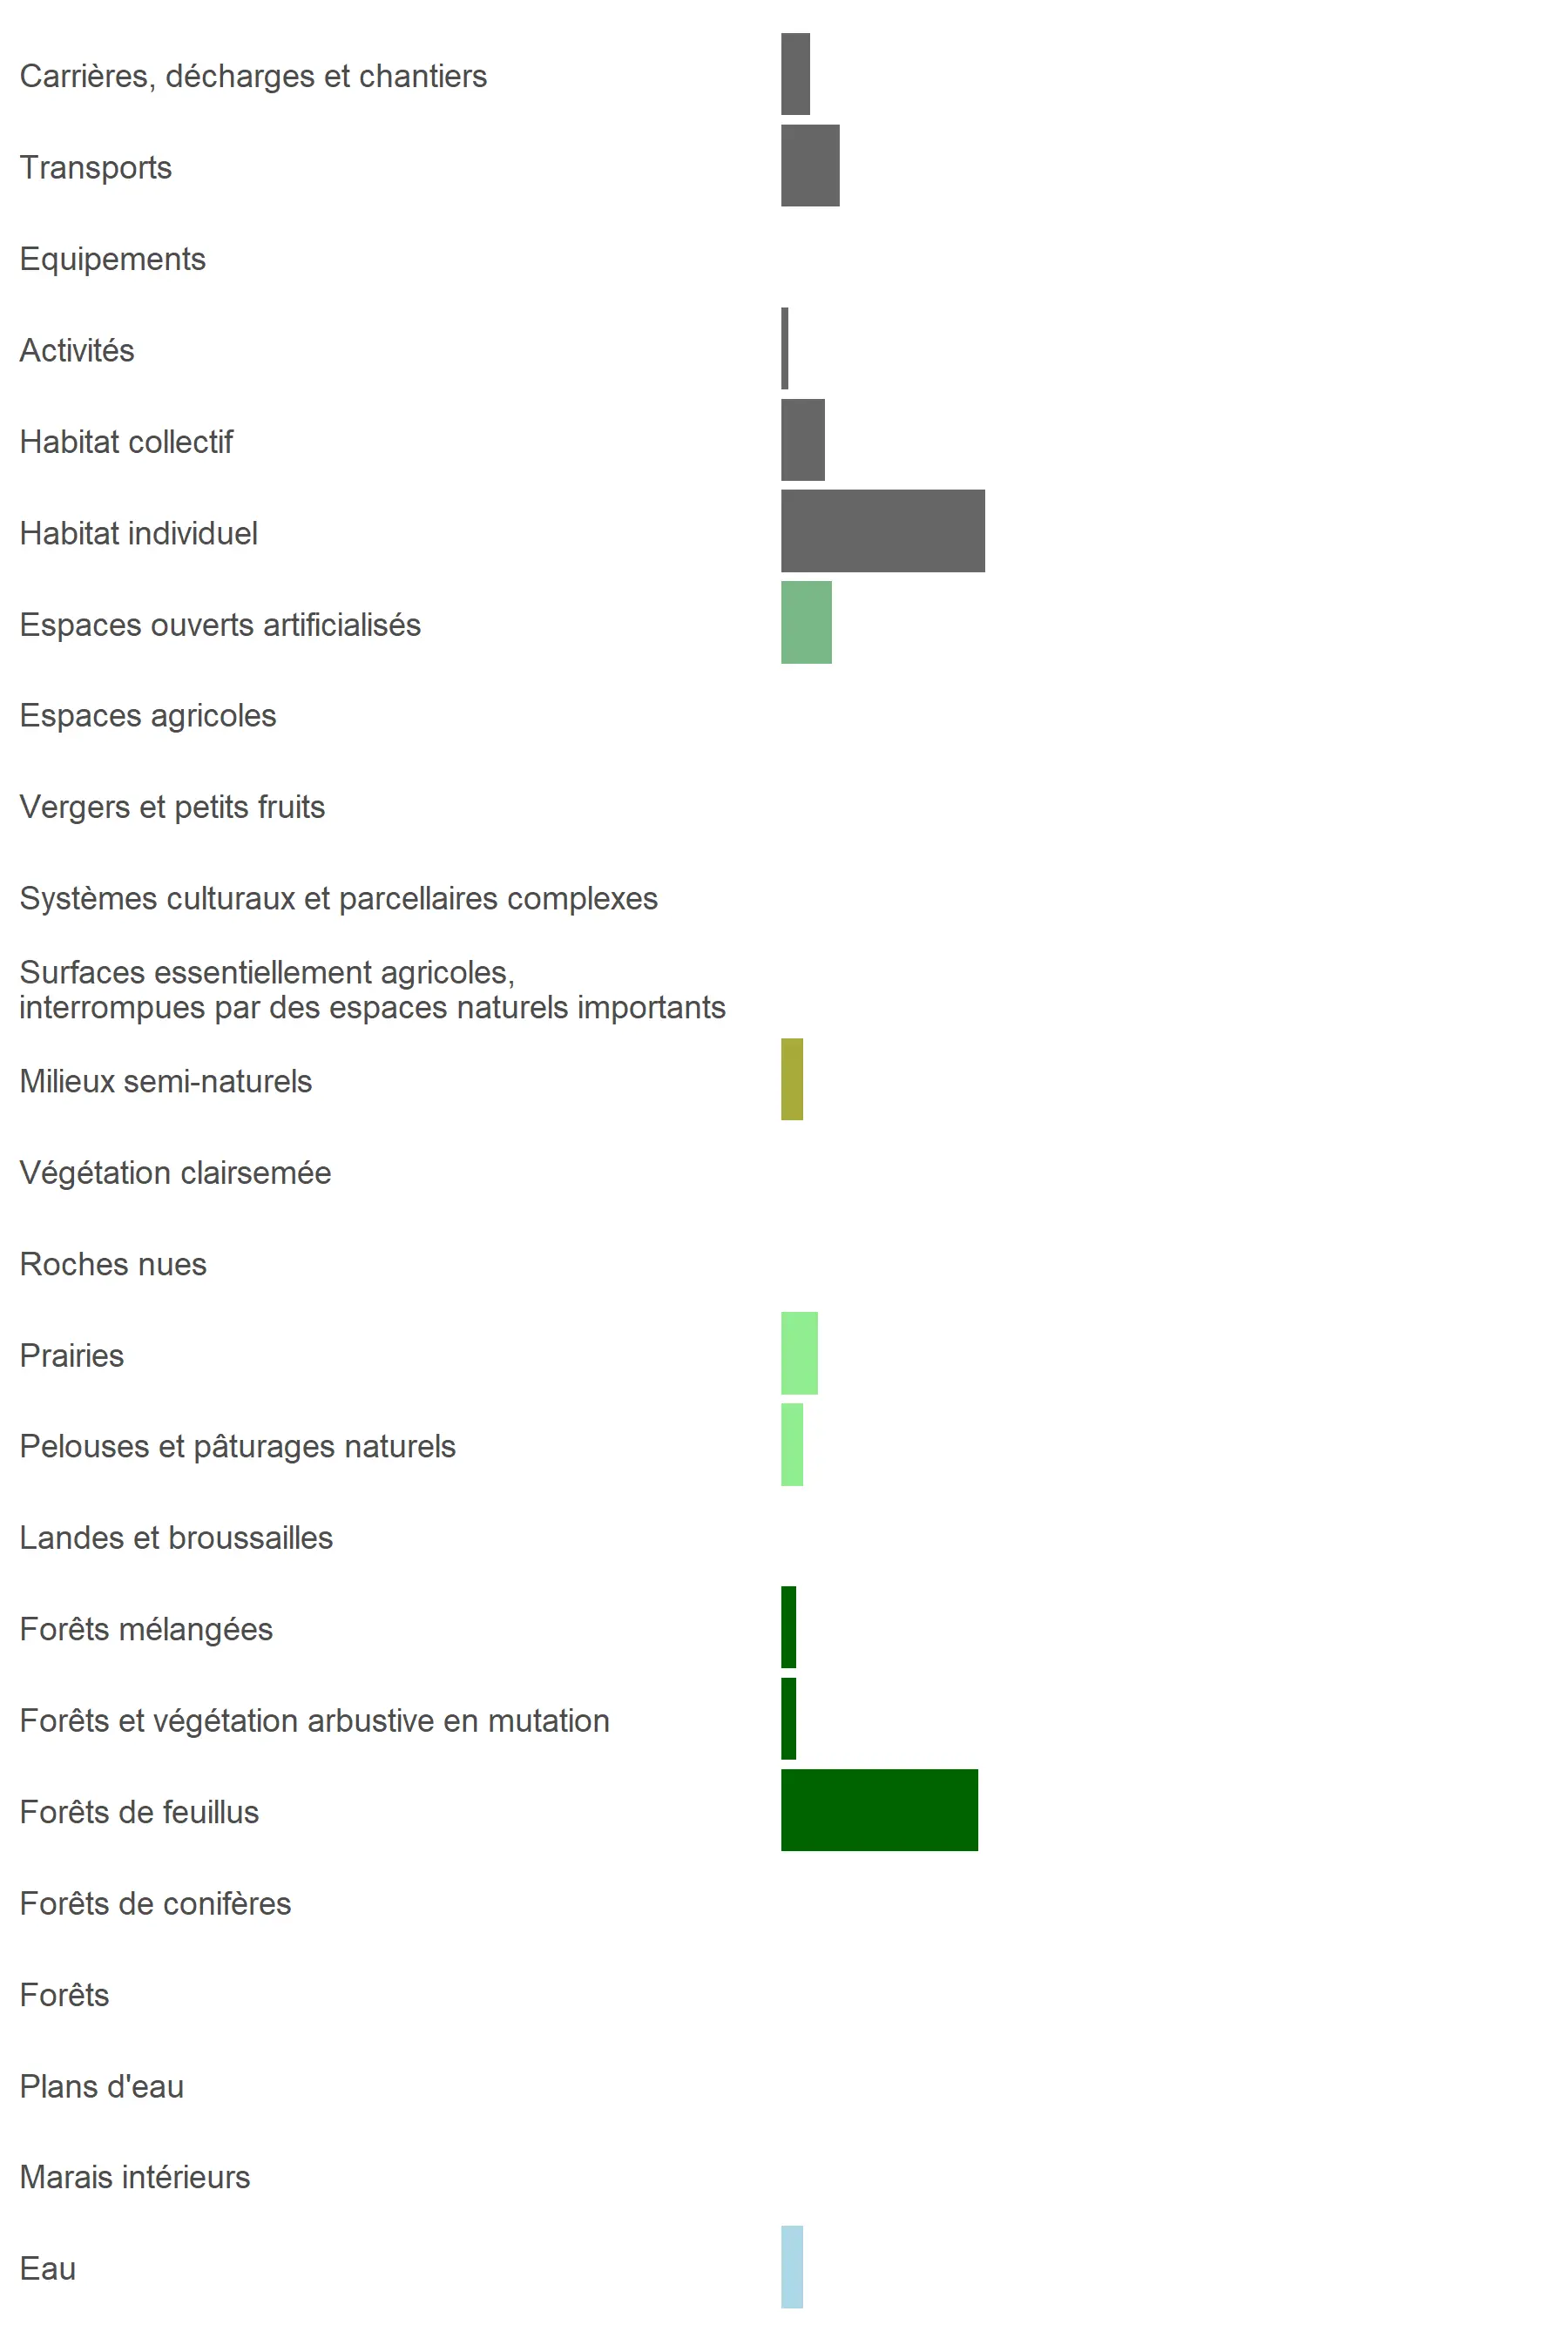 Carrières, décharges et chantiers
Transports
Equipements
Activités
Habitat collectif
Habitat individuel
Espaces ouverts artificialisés
Espaces agricoles
Vergers et petits fruits
Systèmes culturaux et parcellaires complexes
Surfaces essentiellement agricoles,
interrompues par des espaces naturels importants
Milieux semi-naturels
Végétation clairsemée
Roches nues
Prairies
Pelouses et pâturages naturels
Landes et broussailles
Forêts mélangées
Forêts et végétation arbustive en mutation
Forêts de feuillus
Forêts de conifères
Forêts
Plans d'eau
Marais intérieurs
Eau